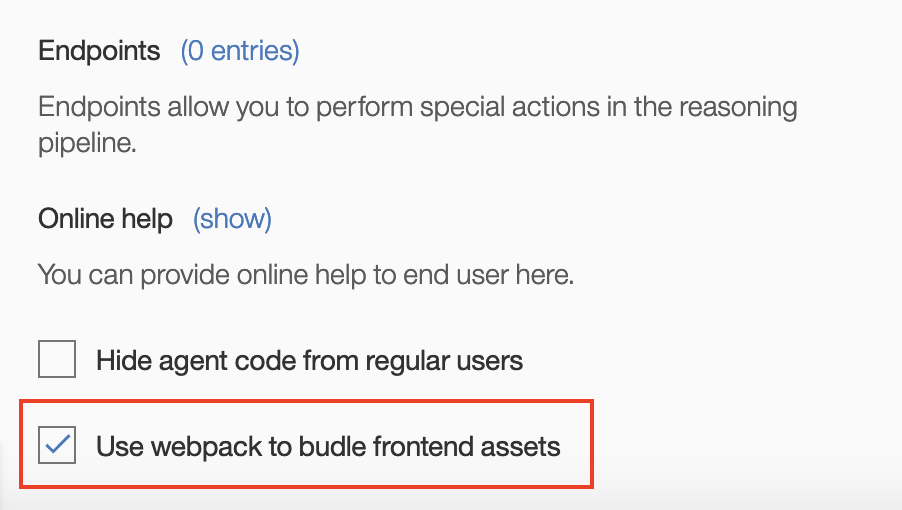 Endpoints (0 entries)
Endpoints allow you to perform special actions in the reasoning
pipeline.
Online help (show)
You can provide online help to end user here.
Hide agent code from regular users
Use webpack to budle frontend assets